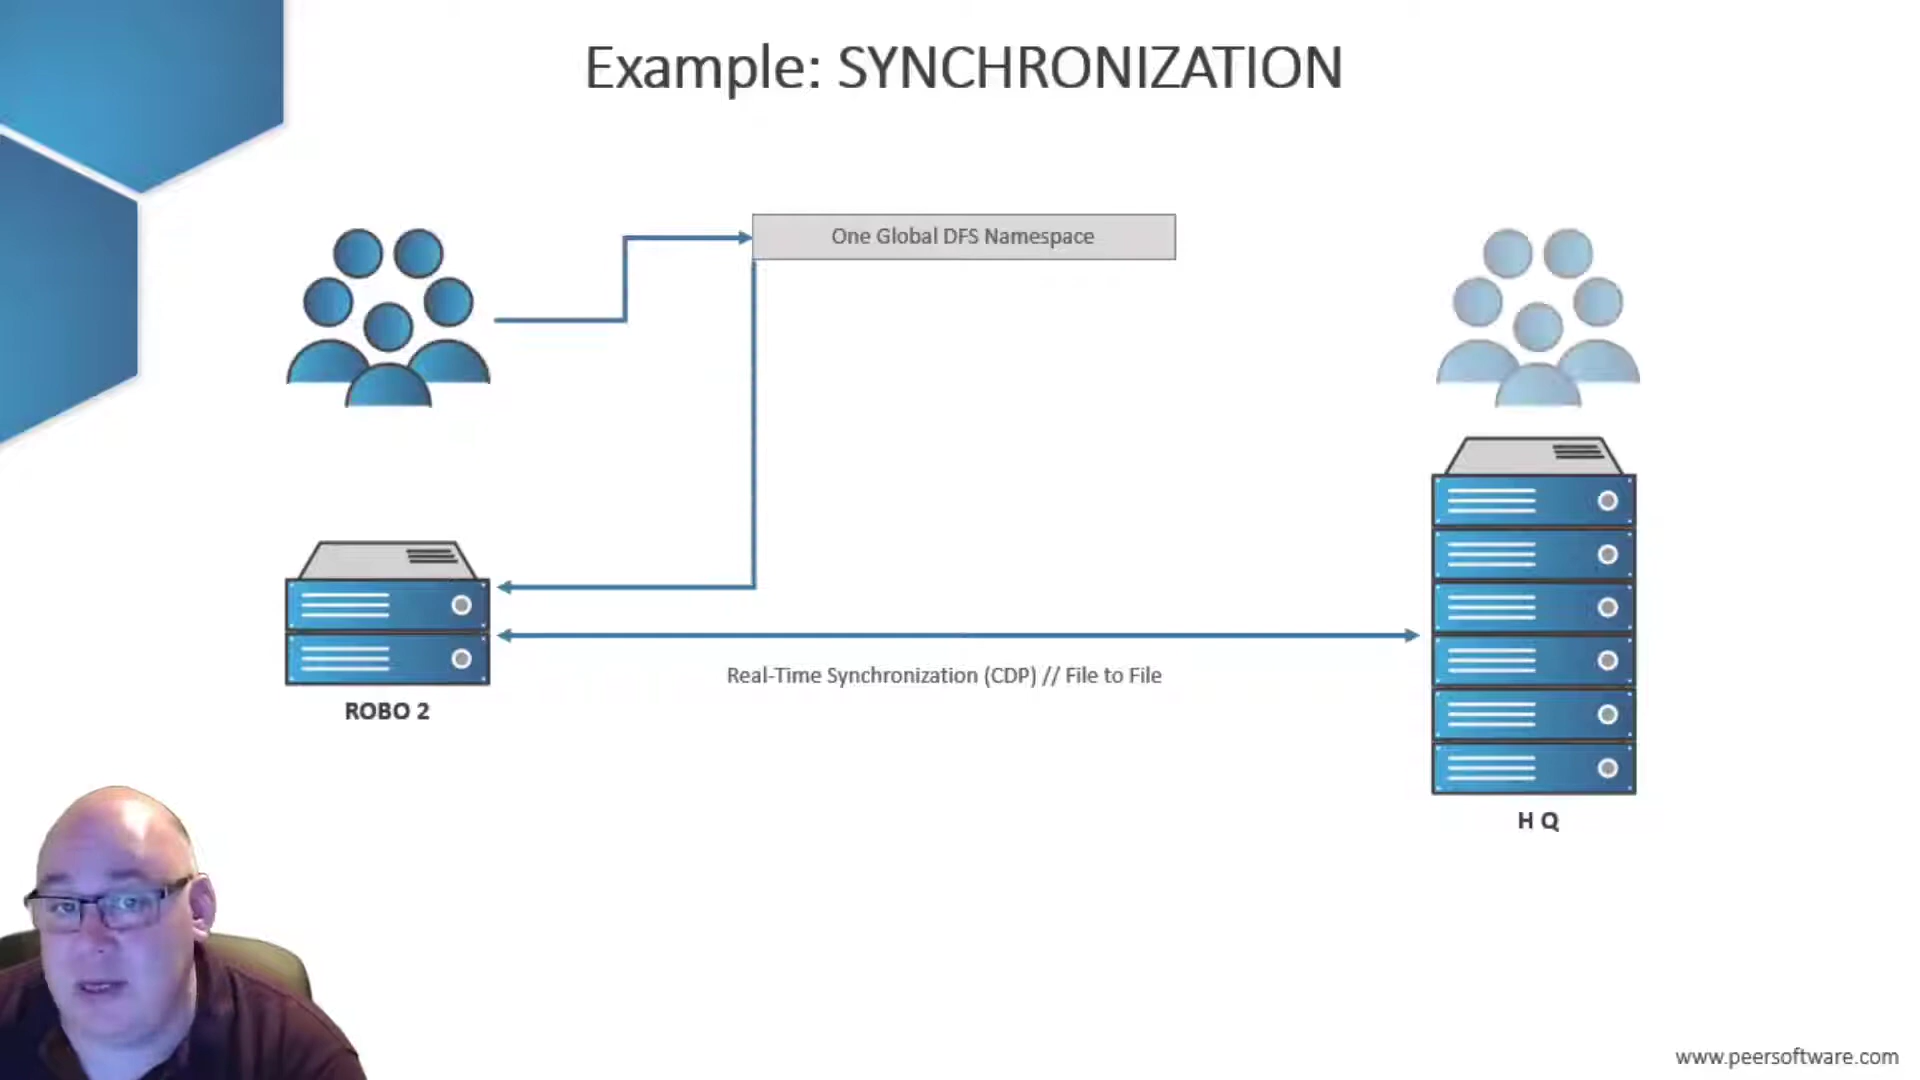 Example: SYNCHRONIZATION
One Global DFS Namespace
Real-Time Synchronization (CDP) // File to File
ROBO 2
H Q
www.peersoftware.com